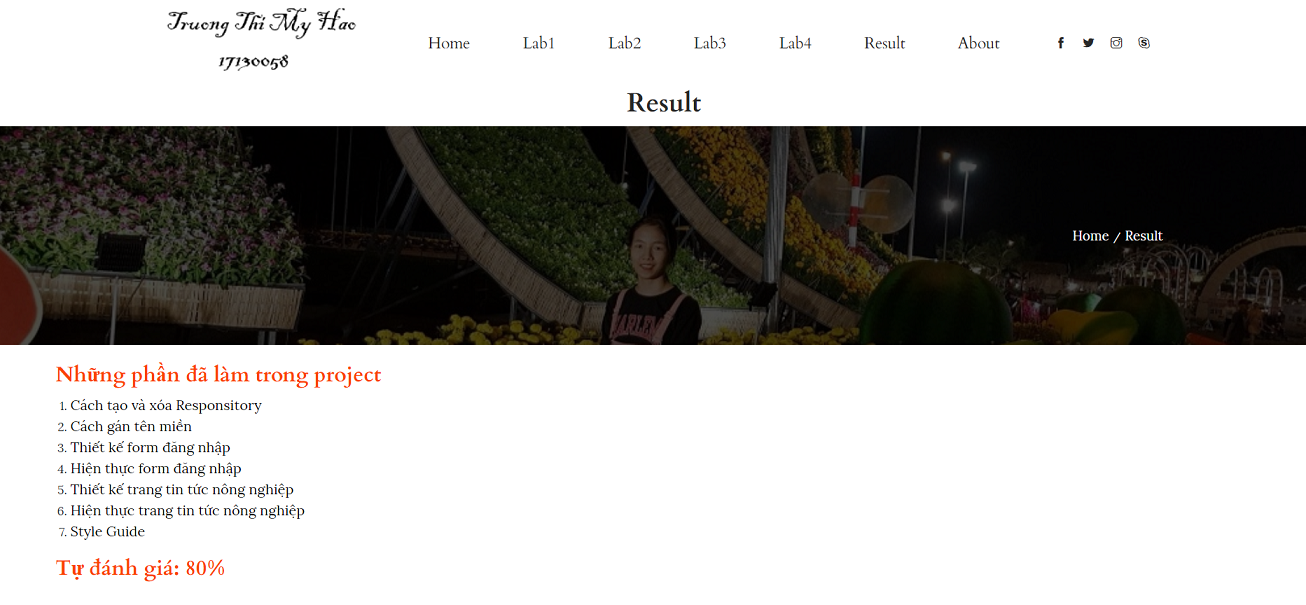 Truong Thi My Hao
17130058
Home Lab1 Lab2 Lab3 Lab4 Result About
Result
HARLEM
Home / Result
Những phần đã làm trong project
1. Cách tạo và xóa Responsitory
2. Cách gán tên miền
3. Thiết kế form đăng nhập
4. Hiện thực form đăng nhập
5. Thiết kế trang tin tức nông nghiệp
6. Hiện thực trang tin tức nông nghiệp
7. Style Guide
Tự đánh giá: 80%